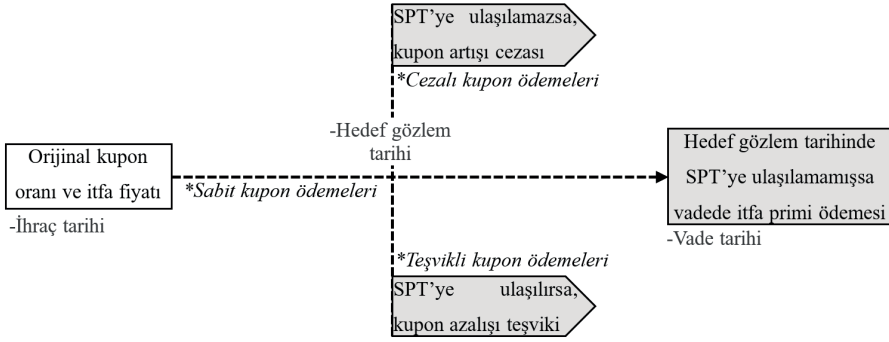 SPT’ye ulaşılamazsa,
kupon artışı cezası
*Cezalı kupon ödemeleri
-Hedef gözlem
tarihi
Orijinal kupon
oranı ve itfa fiyatı
*Sabit kupon ödemeleri
-İhraç tarihi
Hedef gözlem tarihinde
SPT’ye ulaşılamamışsa
vadede itfa primi ödemesi
-Vade tarihi
*Teşvikli kupon ödemeleri
SPT’ye ulaşılırsa,
kupon azalışı teşviki